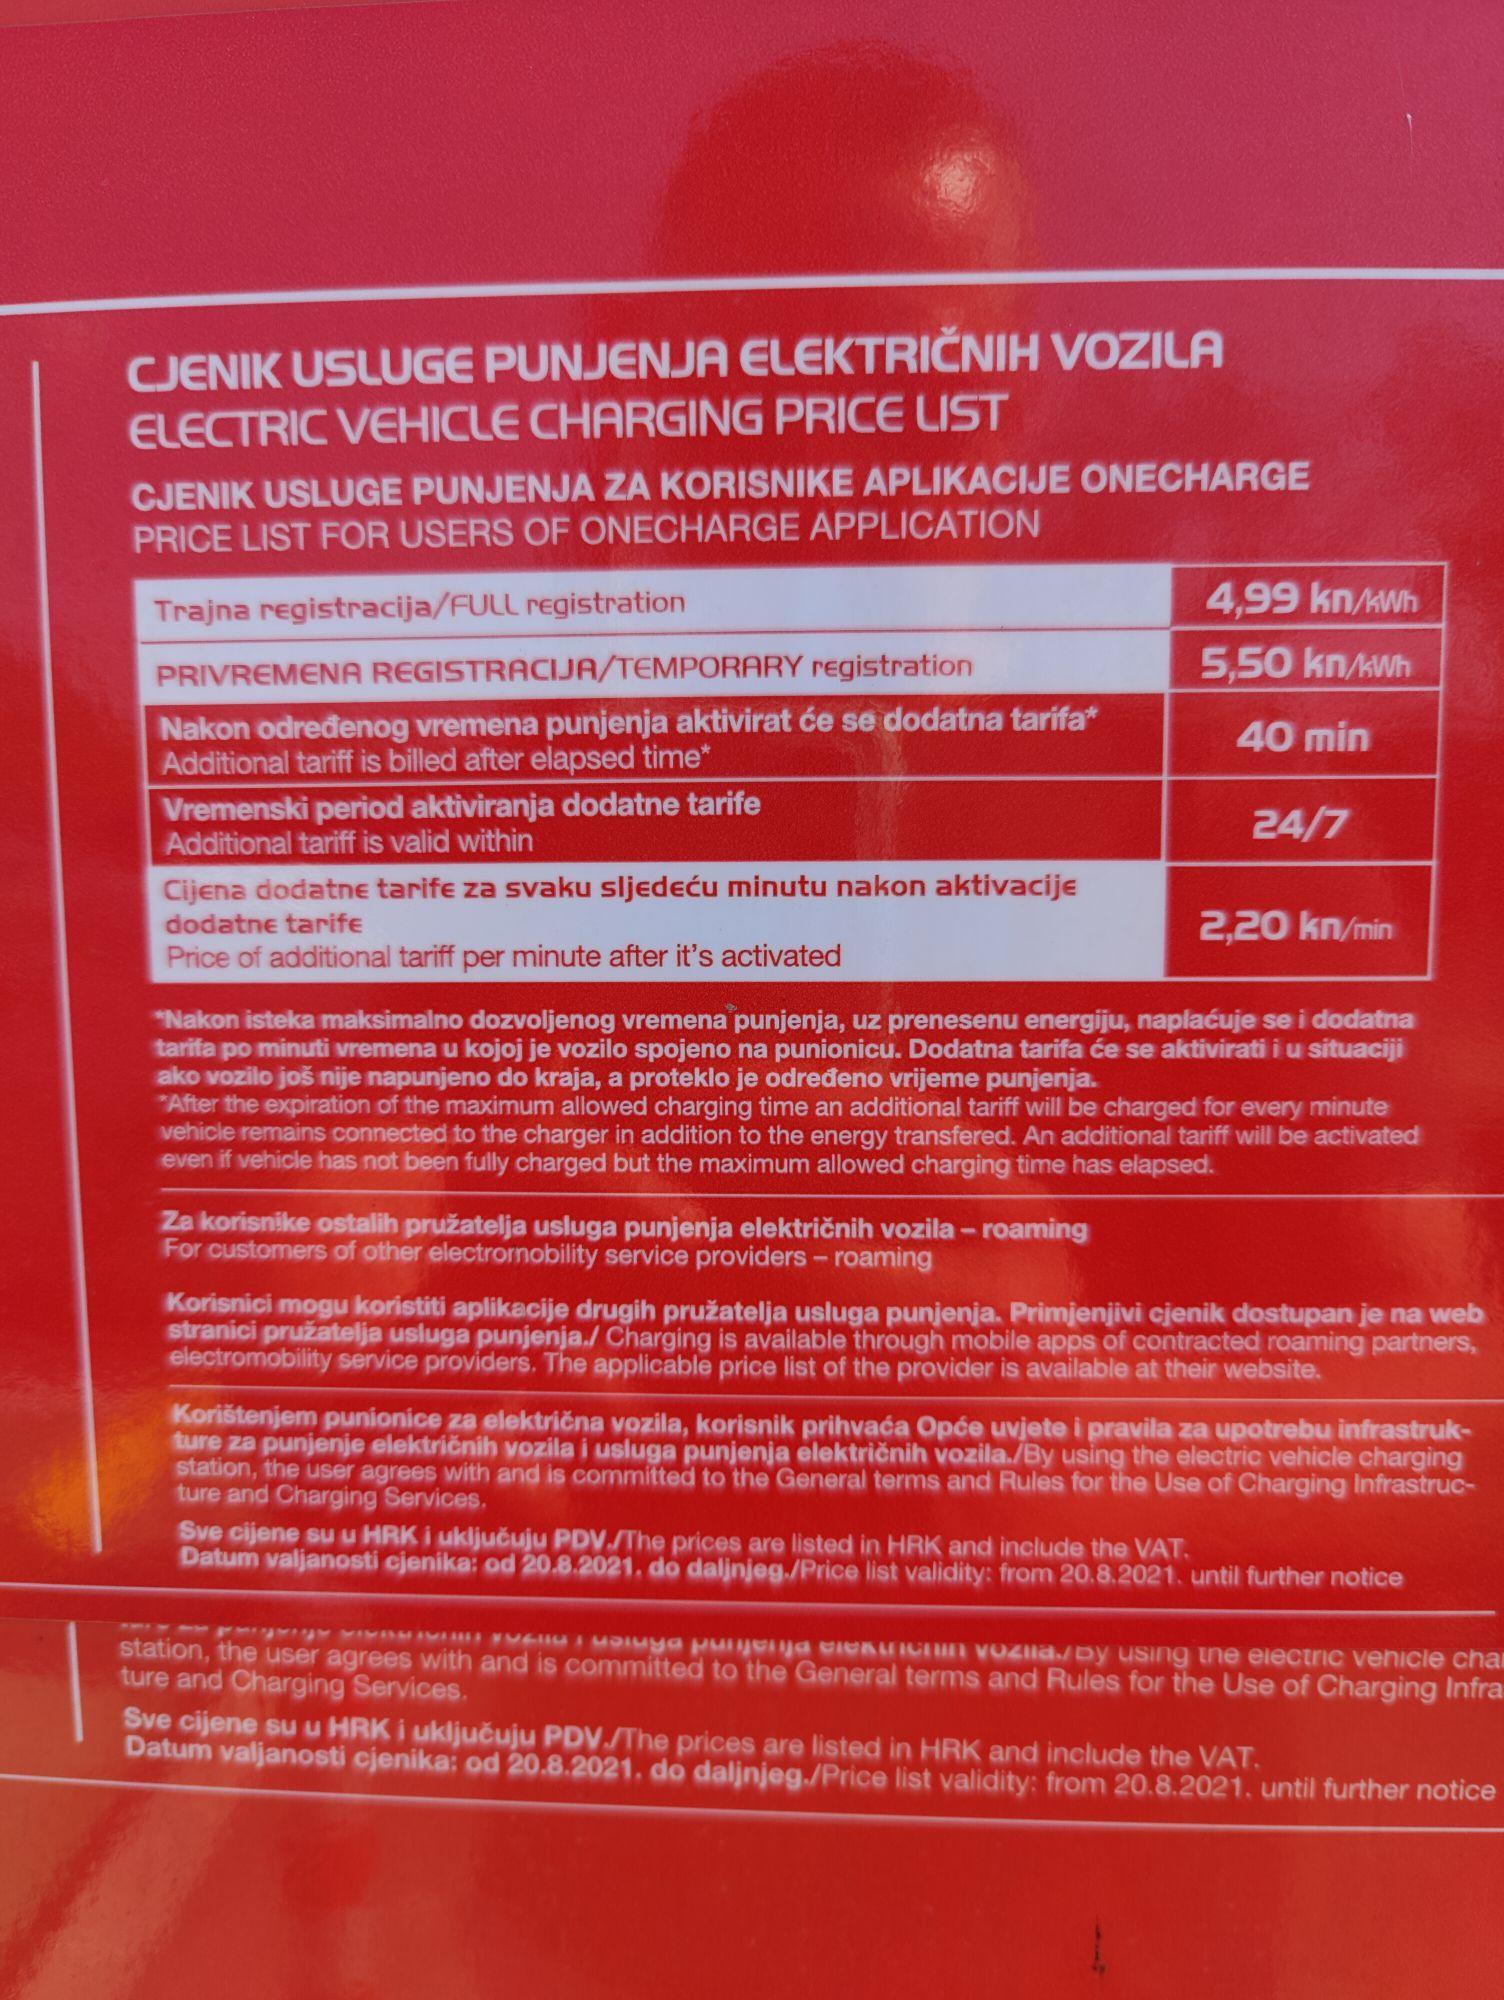 CJENIK USLUGE PUNJENJA ELEKTRIČNIH VOZILA
ELECTRIC VEHICLE CHARGING PRICE LIST
CJENIK USLUGE PUNJENJA ZA KORISNIKE APLIKACIJE ONECHARGE
PRICE LIST FOR USERS OF ONECHARGE APPLICATION
Trajna registracija/FULL registration 4,99 kn/kWh
PRIVREMENA REGISTRACIJA/TEMPORARY registration 5,50 kn/kWh
Nakon određenog vremena punjenja aktivirat će se dodatna tarifa*
Additional tariff is billed after elapsed time*
40 min
Vremenski period aktiviranja dodatne tarife
Additional tariff is valid within
24/7
Cijena dodatne tarife za svaku sljedeću minutu nakon aktivacije
dodatne tarife
Price of additional tariff per minute after it's activated
2,20 kn/min
*Nakon isteka maksimalno dozvoljenog vremena punjenja, uz prenesenu energiju, naplaćuje se i dodatna
tarifa po minuti vremena u kojoj je vozilo spojeno na punionicu. Dodatna tarifa će se aktivirati i u situaciji
ako vozilo još nije napunjeno do kraja, a proteklo je određeno vrijeme punjenja.
*After the expiration of the maximum allowed charging time an additional tariff will be charged for every minute
vehicle remains connected to the charger in addition to the energy transfered. An additional tariff will be activated
even if vehicle has not been fully charged but the maximum allowed charging time has elapsed.
Za korisnike ostalih pružatelja usluga punjenja električnih vozila – roaming
For customers of other electromobility service providers – roaming
Korisnici mogu koristiti aplikacije drugih pružatelja usluga punjenja. Primjenjivi cjenik dostupan je na web
stranici pružatelja usluga punjenja./ Charging is available through mobile apps of contracted roaming partners,
electromobility service providers. The applicable price list of the provider is available at their website.
Korištenjem punionice za električna vozila, korisnik prihvaća Opće uvjete i pravila za upotrebu infrastruk-
ture za punjenje električnih vozila i usluga punjenja električnih vozila./By using the electric vehicle charging
station, the user agrees with and is committed to the General terms and Rules for the Use of Charging Infrastruc-
ture and Charging Services.
Sve cijene su u HRK i uključuju PDV./The prices are listed in HRK and include the VAT.
Datum valjanosti cjenika: od 20.8.2021. do daljnjeg./Price list validity: from 20.8.2021. until further notice
ture za punjenje električnih vozila i usluga punjenja električnih vozila./By using the electric vehicle cha
station, the user agrees with and is committed to the General terms and Rules for the Use of Charging Infra
ture and Charging Services.
Sve cijene su u HRK i uključuju PDV./The prices are listed in HRK and include the VAT.
Datum valjanosti cjenika: od 20.8.2021. do daljnjeg./Price list validity: from 20.8.2021. until further notice